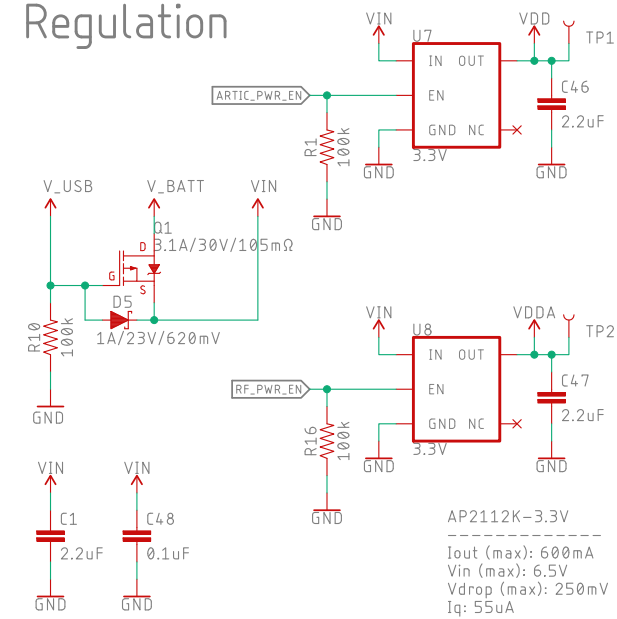 Regulation
VIN
U7
VDD
TP1
IN OUT
C46
ARTIC_PWR_EN
EN
2.2uF
R1
100k
GND NC
3.3V
GND
GND
GND
V_USB
V_BATT
VIN
Q1
D
3.1A/30V/105mΩ
G
S
D5
R10
100k
1A/23V/620mV
GND
VIN
U8
VDDA
TP2
IN OUT
C47
RF_PWR_EN
EN
2.2uF
R16
100k
GND NC
3.3V
GND
GND
GND
VIN
VIN
C1
C48
2.2uF
0.1uF
GND
GND
AP2112K-3.3V
--------------
Iout (max): 600mA
Vin (max): 6.5V
Vdrop (max): 250mV
Iq: 55uA